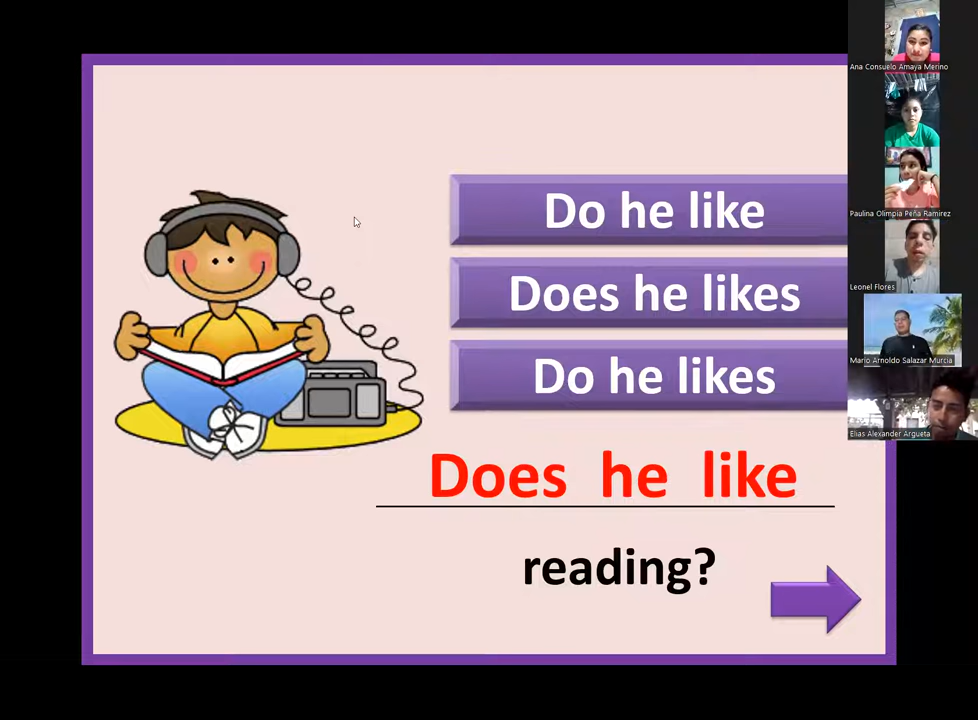 Do he like
Does he likes
Do he likes
Does he like
reading?
Ana Consuelo Amaya Merino
Paulina Olimpia Peña Ramirez
Leonel Flores
Mario Arnoldo Salazar Murcia
Elias Alexander Argueta